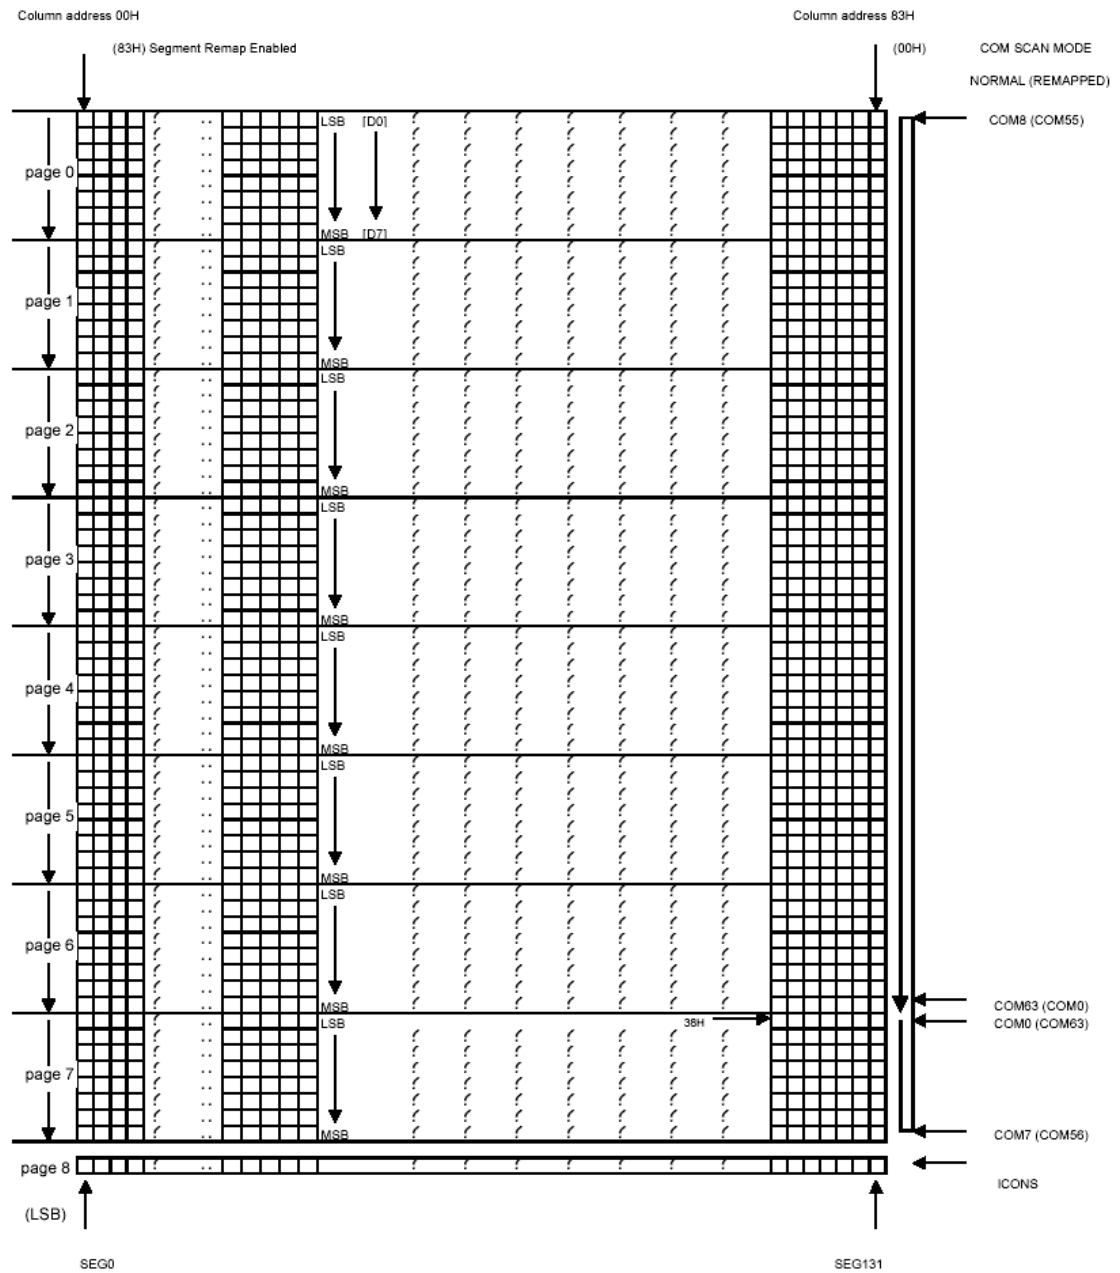 Column address 00H Column address 83H
(83H) Segment Remap Enabled (00H) COM SCAN MODE
NORMAL (REMAPPED)
LSB [D0] COM8 (COM55)
page 0
MSB [D7]
LSB
page 1
MSB
LSB
page 2
MSB
LSB
page 3
MSB
LSB
page 4
MSB
LSB
page 5
MSB
LSB
page 6
MSB COM63 (COM0)
LSB 38H COM0 (COM63)
page 7
MSB COM7 (COM56)
page 8
ICONS
(LSB)
SEG0 SEG131